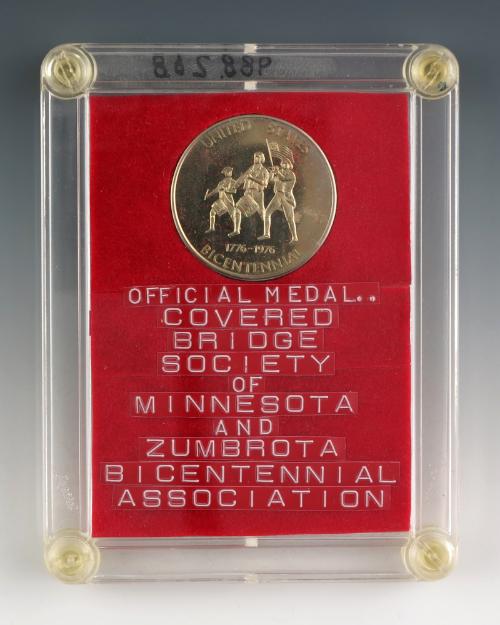 988.268
UNITED STATES
1776-1976
BICENTENNIAL
OFFICIAL MEDAL..
COVERED
BRIDGE
SOCIETY
OF
MINNESOTA
AND
ZUMBROTA
BICENTENNIAL
ASSOCIATION